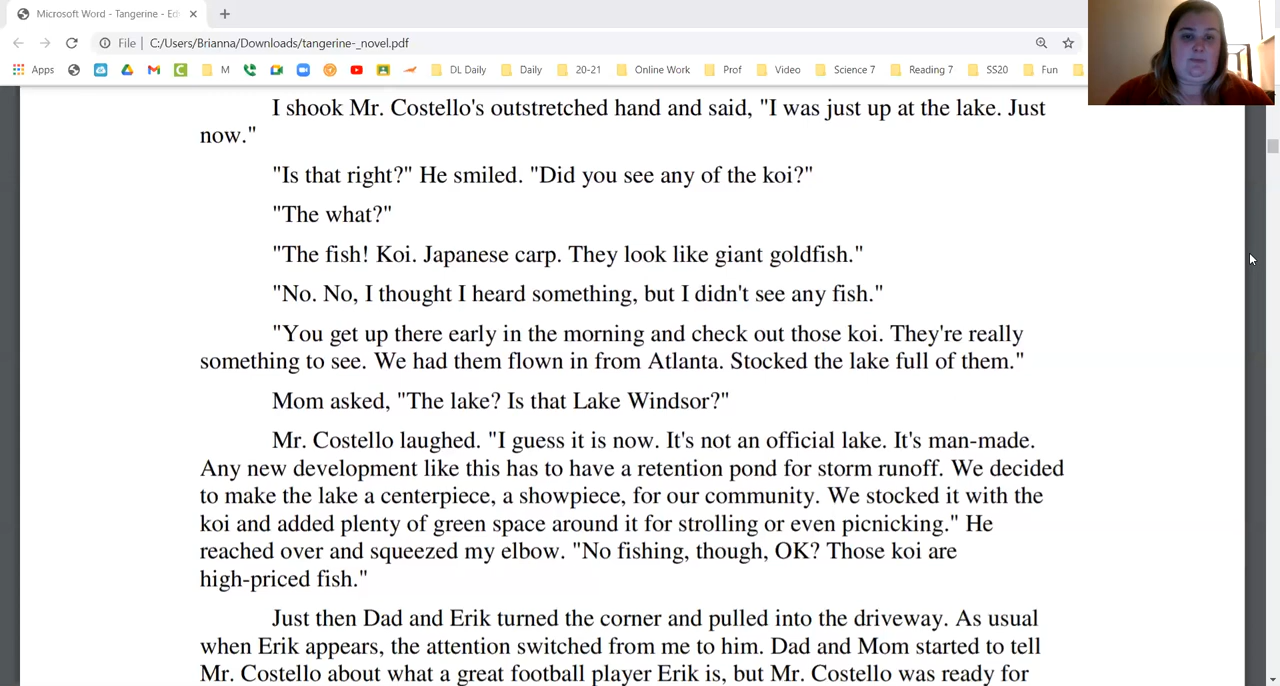 Microsoft Word - Tangerine - Ed
File | C:/Users/Brianna/Downloads/tangerine-_novel.pdf
Apps M DL Daily Daily 20-21 Online Work Prof Video Science 7 Reading 7 SS20 Fun
I shook Mr. Costello's outstretched hand and said, "I was just up at the lake. Just
now."
"Is that right?" He smiled. "Did you see any of the koi?"
"The what?"
"The fish! Koi. Japanese carp. They look like giant goldfish."
"No. No, I thought I heard something, but I didn't see any fish."
"You get up there early in the morning and check out those koi. They're really
something to see. We had them flown in from Atlanta. Stocked the lake full of them."
Mom asked, "The lake? Is that Lake Windsor?"
Mr. Costello laughed. "I guess it is now. It's not an official lake. It's man-made.
Any new development like this has to have a retention pond for storm runoff. We decided
to make the lake a centerpiece, a showpiece, for our community. We stocked it with the
koi and added plenty of green space around it for strolling or even picnicking." He
reached over and squeezed my elbow. "No fishing, though, OK? Those koi are
high-priced fish."
Just then Dad and Erik turned the corner and pulled into the driveway. As usual
when Erik appears, the attention switched from me to him. Dad and Mom started to tell
Mr. Costello about what a great football player Erik is, but Mr. Costello was ready for